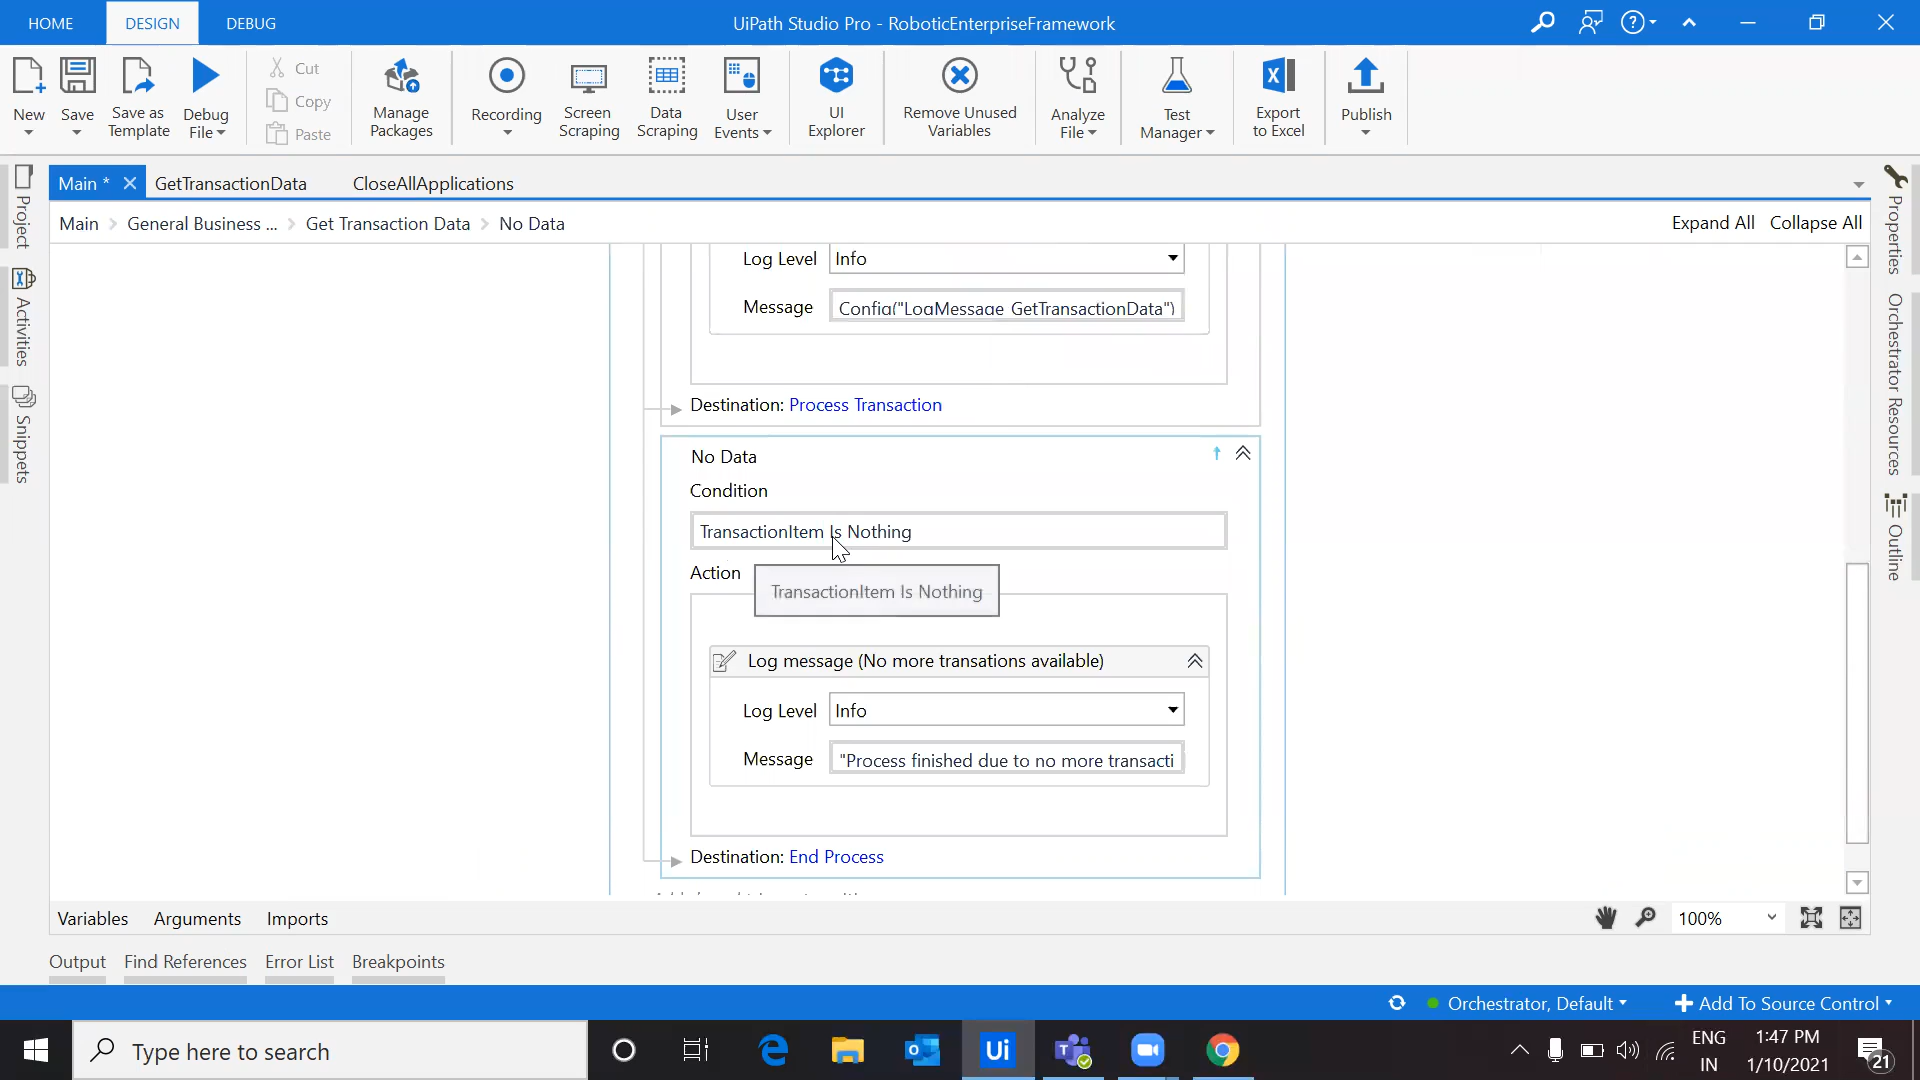 HOME DESIGN DEBUG UiPath Studio Pro - RoboticEnterpriseFramework
New
Save
Save as Template
Debug File
Cut
Copy
Paste
Manage Packages
Recording
Screen Scraping
Data Scraping
User Events
UI Explorer
Remove Unused Variables
Analyze File
Test Manager
Export to Excel
Publish
Main * GetTransactionData CloseAllApplications
Main General Business ... Get Transaction Data No Data Expand All Collapse All
Project
Activities
Snippets
Properties
Orchestrator Resources
Outline
Log Level Info
Message Config("LogMessage_GetTransactionData")
Destination: Process Transaction
No Data
Condition
TransactionItem Is Nothing
Action
TransactionItem Is Nothing
Log message (No more transations available)
Log Level Info
Message "Process finished due to no more transacti
Destination: End Process
Variables Arguments Imports 100%
Output Find References Error List Breakpoints
Orchestrator, Default Add To Source Control
Type here to search
Ui
ENG
IN
1:47 PM
1/10/2021
21